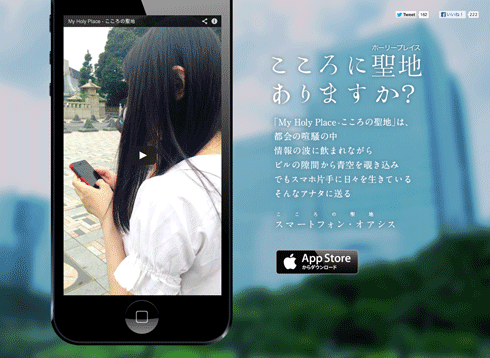 My Holy Place - こころの聖地
Tweet 182
いいね! 222
ホーリープレイス
こころに聖地
ありますか?
「My Holy Place -こころの聖地」は、
都会の喧騒の中
情報の波に飲まれながら
ビルの隙間から青空を覗き込み
でもスマホ片手に日々を生きている
そんなアナタに送る
こころの聖地
スマートフォン・オアシス
App Store
からダウンロード